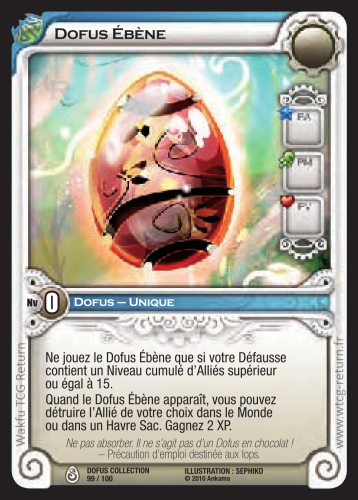 DOFUS ÉBÈNE
PA
PM
PV
Nv 0
DOFUS – UNIQUE
Ne jouez le Dofus Ébène que si votre Défausse
contient un Niveau cumulé d'Alliés supérieur
ou égal à 15.
Quand le Dofus Ébène apparaît, vous pouvez
détruire l'Allié de votre choix dans le Monde
ou dans un Havre Sac. Gagnez 2 XP.
Ne pas absorber. Il ne s'agit pas d'un Dofus en chocolat !
– Précaution d'emploi destinée aux Iops.
DOFUS COLLECTION
99 / 100
ILLUSTRATION : SEPHIKO
© 2010 Ankama
Wakfu TCG Return
www.wtcg-return.fr